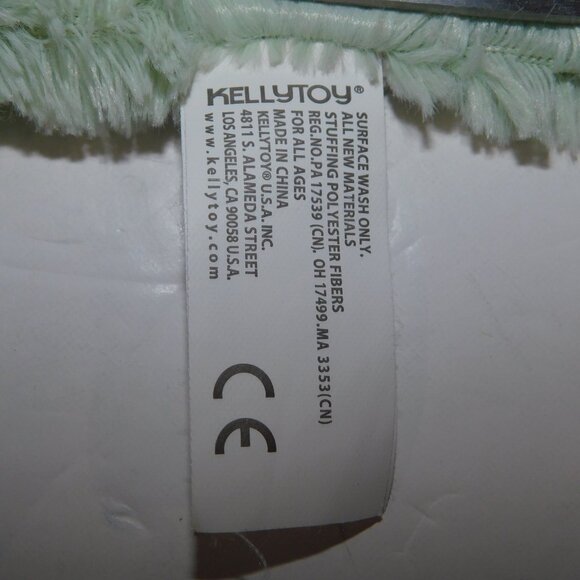 KELLYTOY®
SURFACE WASH ONLY.
ALL NEW MATERIALS
STUFFING POLYESTER FIBERS
REG.NO.PA 17539 (CN). OH 17499.MA 3353(CN)
FOR ALL AGES
MADE IN CHINA
KELLYTOY® U.S.A. INC.
4811 S. ALAMEDA STREET
LOS ANGELES, CA 90058 U.S.A.
www.kellytoy.com
CE